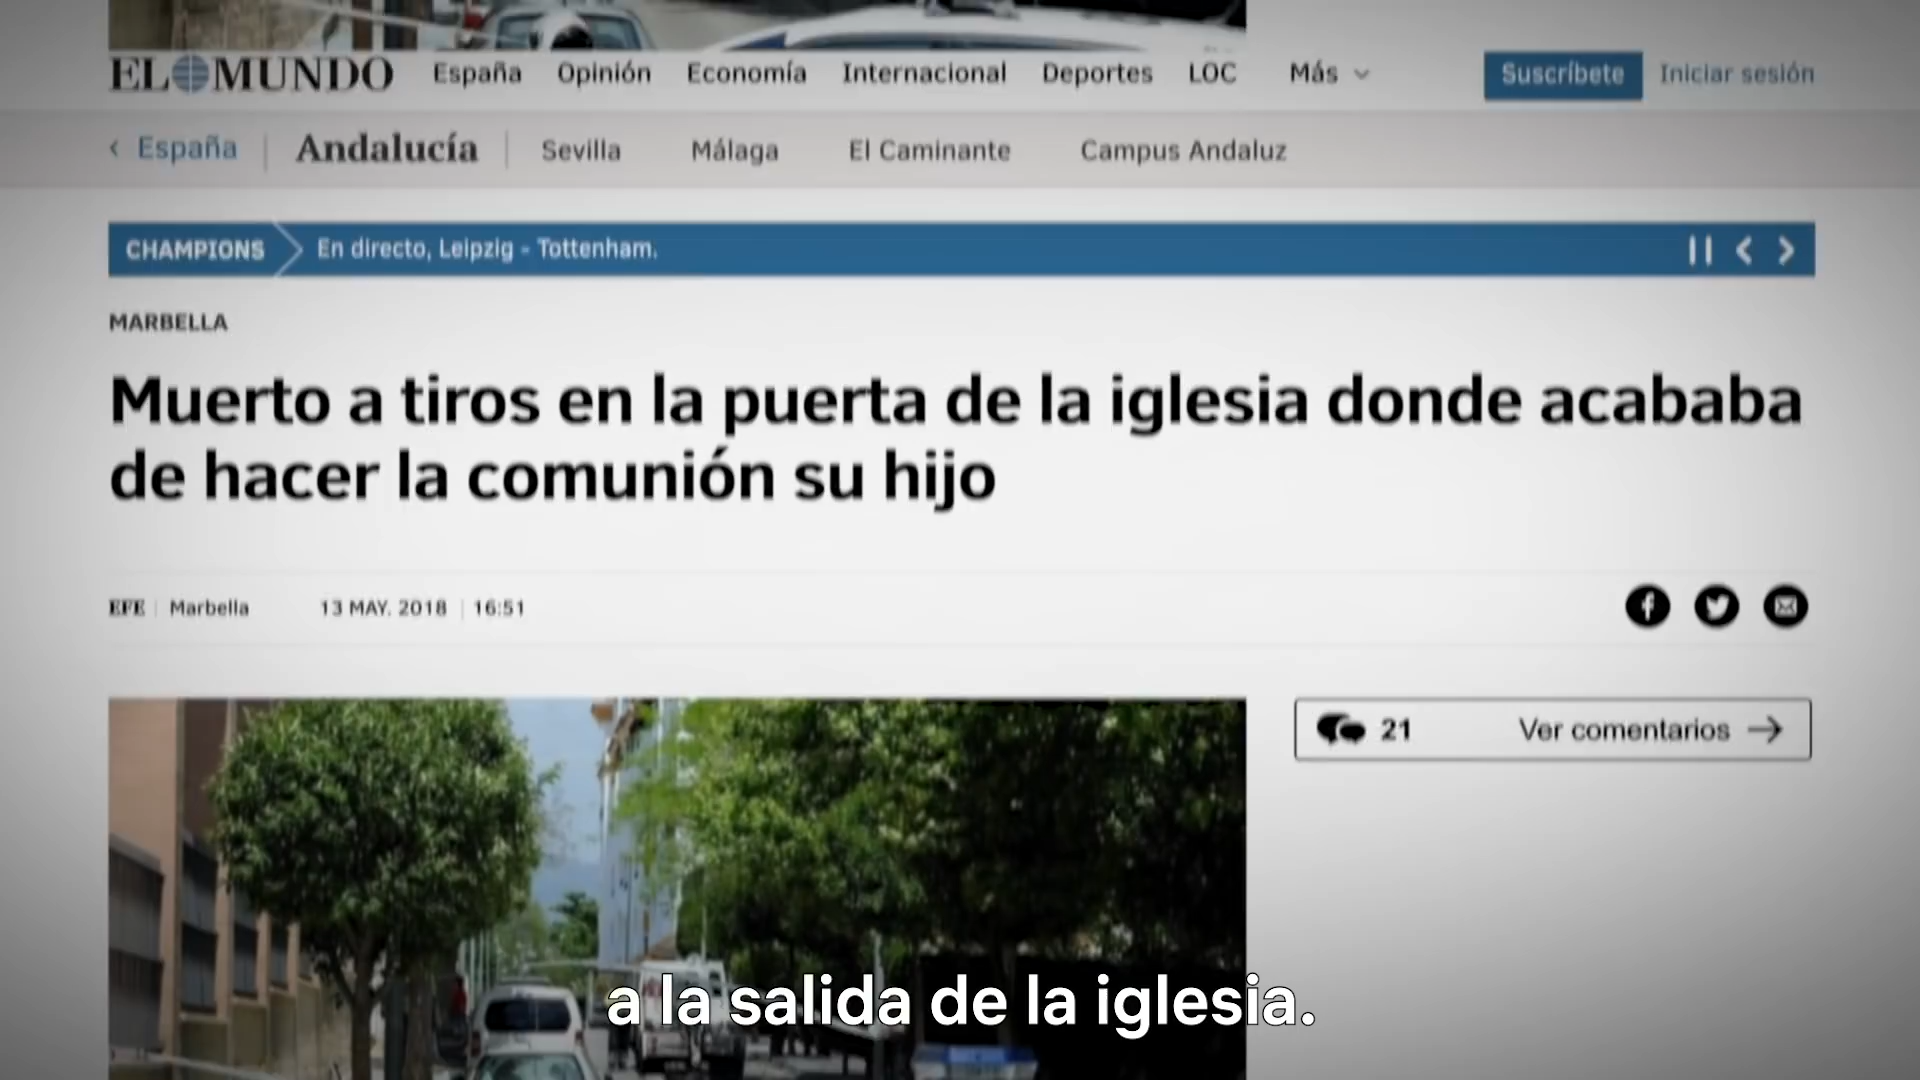 EL MUNDO España Opinión Economía Internacional Deportes LOC Más Suscríbete Iniciar sesión
España Andalucía Sevilla Málaga El Caminante Campus Andaluz
CHAMPIONS En directo, Leipzig - Tottenham.
MARBELLA
Muerto a tiros en la puerta de la iglesia donde acababa
de hacer la comunión su hijo
EFE Marbella 13 MAY. 2018 16:51
21 Ver comentarios
a la salida de la iglesia.